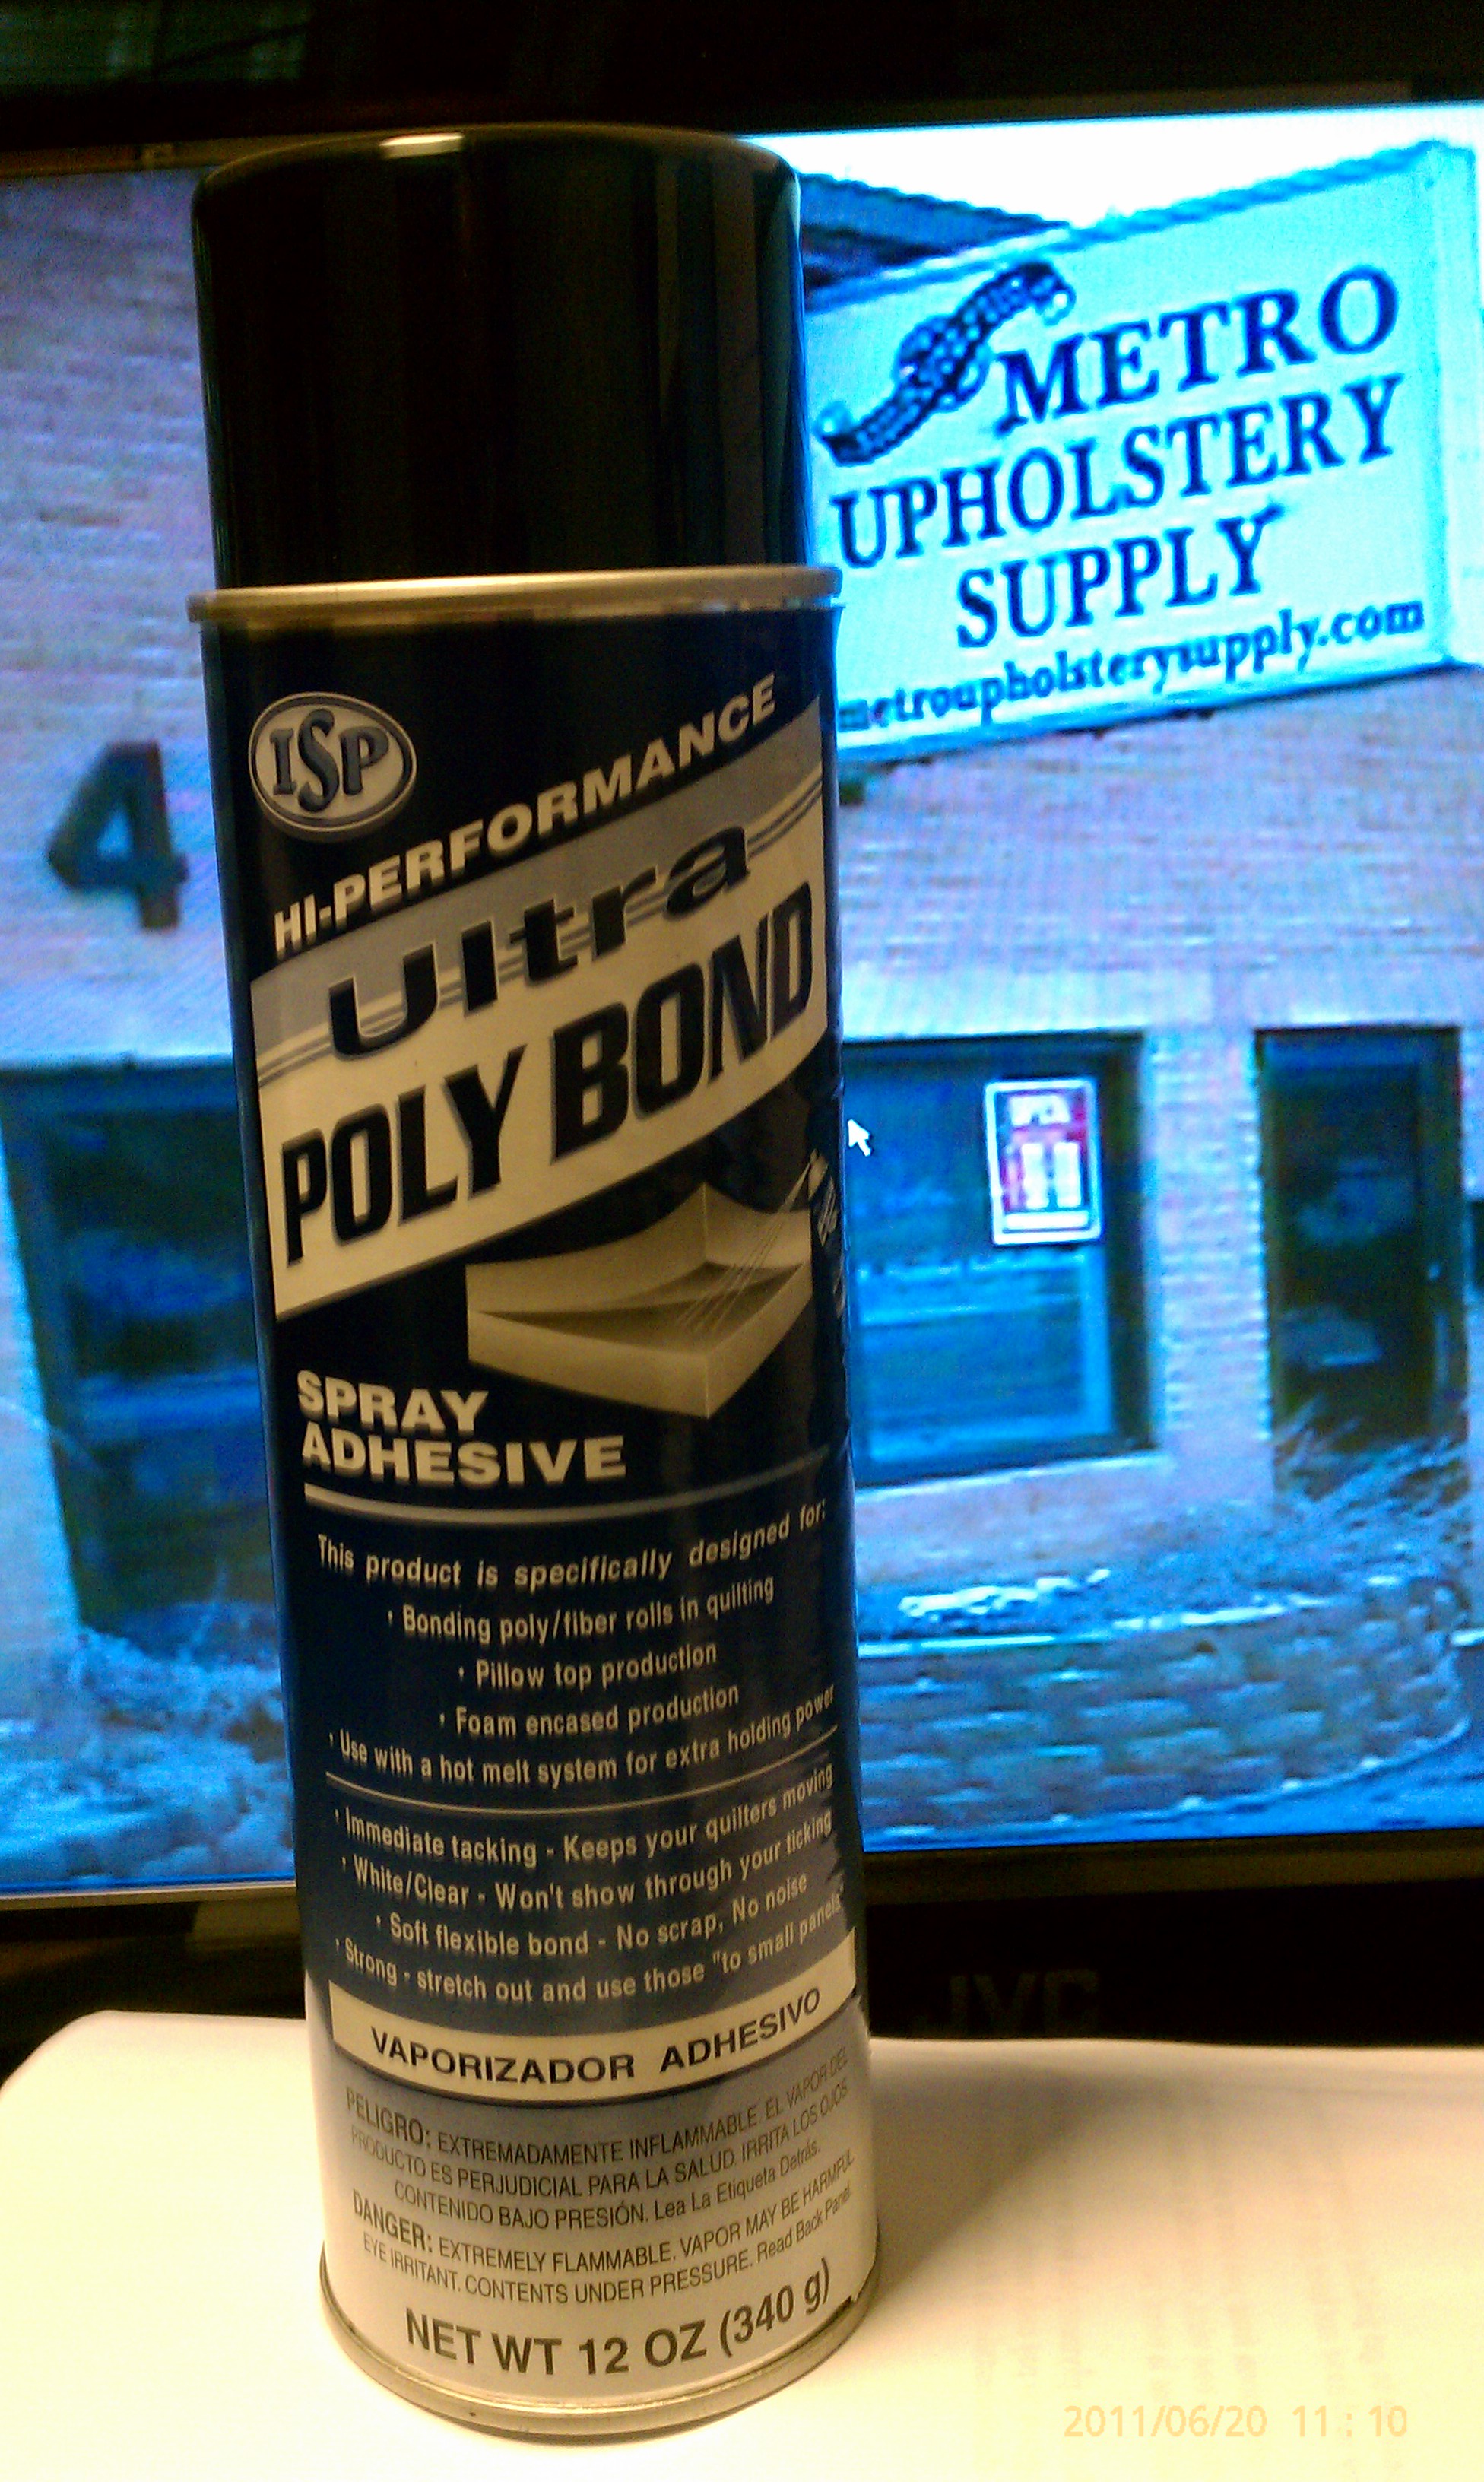 METRO
UPHOLSTERY
SUPPLY
metroupholsterysupply.com
4
OPEN
ISP
HI-PERFORMANCE
Ultra
POLY BOND
SPRAY
ADHESIVE
This product is specifically designed for:
• Bonding poly/fiber rolls in quilting
• Pillow top production
• Foam encased production
• Use with a hot melt system for extra holding power
• Immediate tacking - Keeps your quilters moving
• White/Clear - Won't show through your ticking
• Soft flexible bond - No scrap, No noise
• Strong - stretch out and use those "to small panels"
VAPORIZADOR ADHESIVO
PELIGRO: EXTREMADAMENTE INFLAMMABLE. EL VAPOR DEL
PRODUCTO ES PERJUDICIAL PARA LA SALUD. IRRITA LOS OJOS.
CONTENIDO BAJO PRESIÓN. Lea La Etiqueta Detrás.
DANGER: EXTREMELY FLAMMABLE. VAPOR MAY BE HARMFUL.
EYE IRRITANT. CONTENTS UNDER PRESSURE. Read Back Panel.
NET WT 12 OZ (340 g)
JVC
2011/06/20 11:10